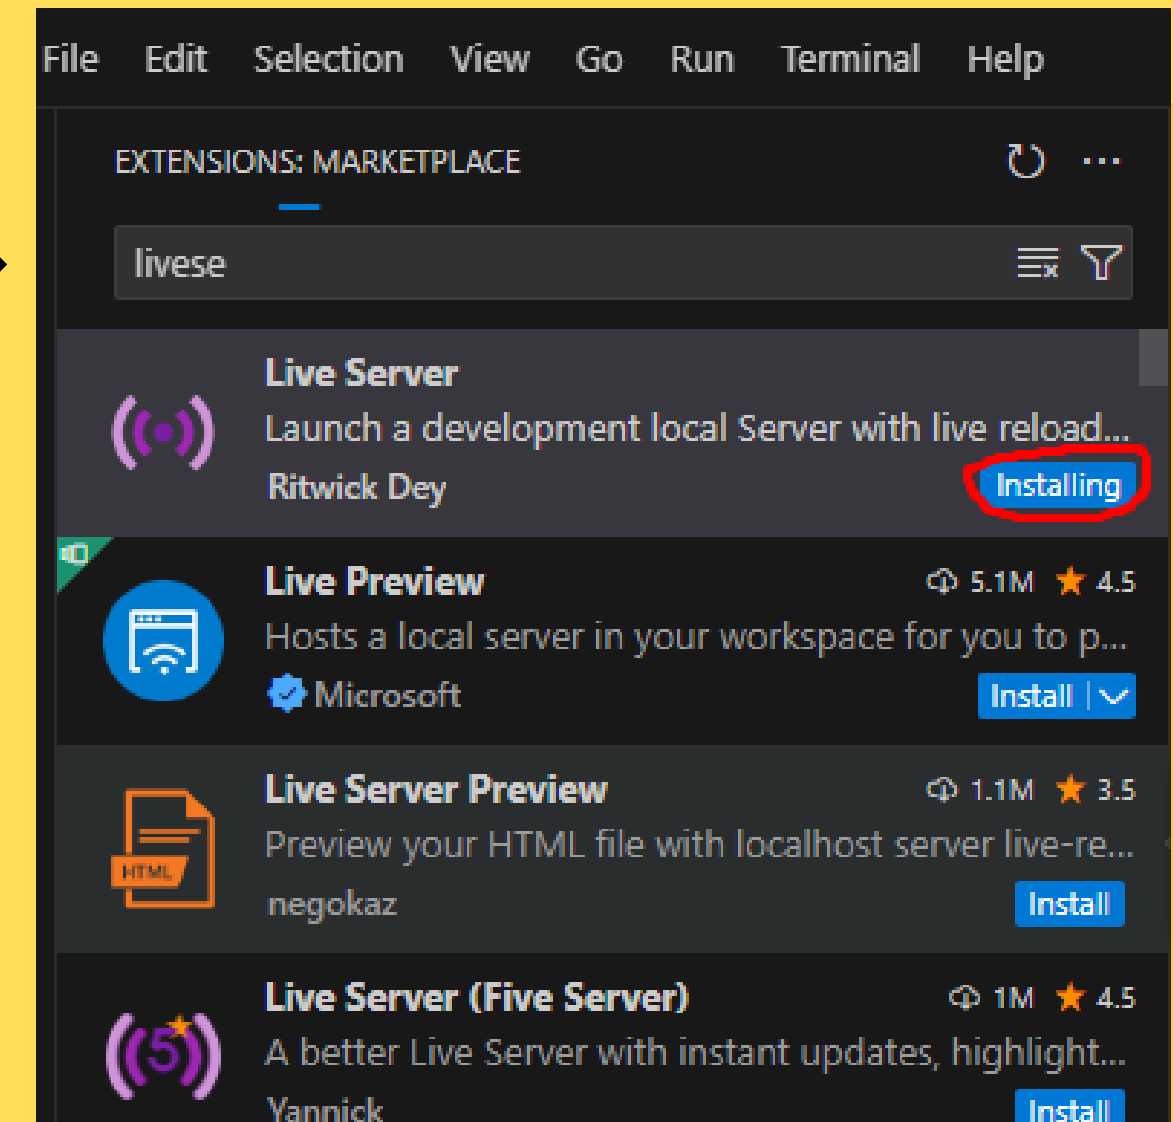 File Edit Selection View Go Run Terminal Help
EXTENSIONS: MARKETPLACE
livese
Live Server
Launch a development local Server with live reload...
Ritwick Dey Installing
Live Preview 5.1M 4.5
Hosts a local server in your workspace for you to p...
Microsoft Install
Live Server Preview 1.1M 3.5
HTML
Preview your HTML file with localhost server live-re...
negokaz Install
Live Server (Five Server) 1M 4.5
5
A better Live Server with instant updates, highlight...
Yannick Install